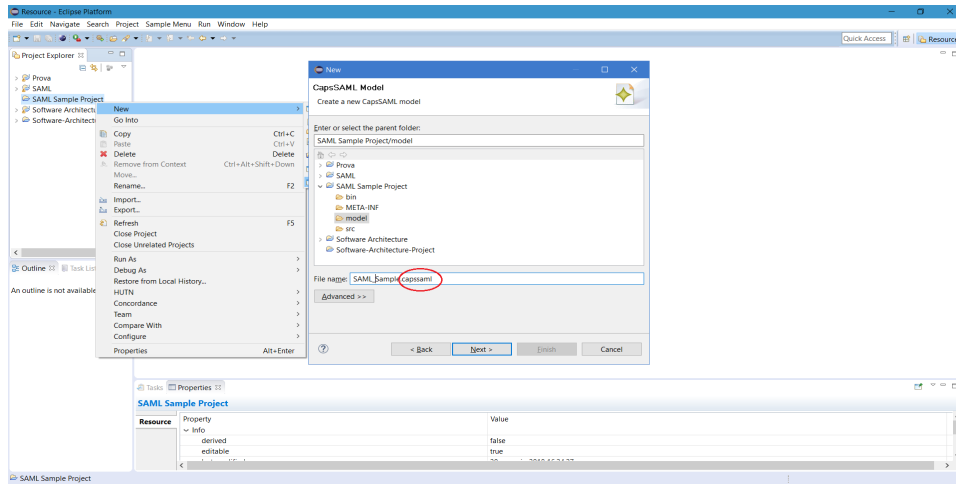 Resource - Eclipse Platform
File Edit Navigate Search Project Sample Menu Run Window Help
Quick Access
Resource
Project Explorer
Prova
SAML
SAML Sample Project
Software Architectu
Software-Architect
New
Go Into
Copy Ctrl+C
Paste Ctrl+V
Delete Delete
Remove from Context Ctrl+Alt+Shift+Down
Move...
Rename... F2
Import...
Export...
Refresh F5
Close Project
Close Unrelated Projects
Run As
Debug As
Restore from Local History...
HUTN
Concordance
Team
Compare With
Configure
Properties Alt+Enter
Outline Task List
An outline is not available
New
CapsSAML Model
Create a new CapsSAML model
Enter or select the parent folder:
SAML Sample Project/model
Prova
SAML
SAML Sample Project
bin
META-INF
model
src
Software Architecture
Software-Architecture-Project
File name: SAML_Sample.capssaml
Advanced >>
< Back Next > Finish Cancel
Tasks Properties
SAML Sample Project
Resource
Property Value
Info
derived false
editable true
SAML Sample Project